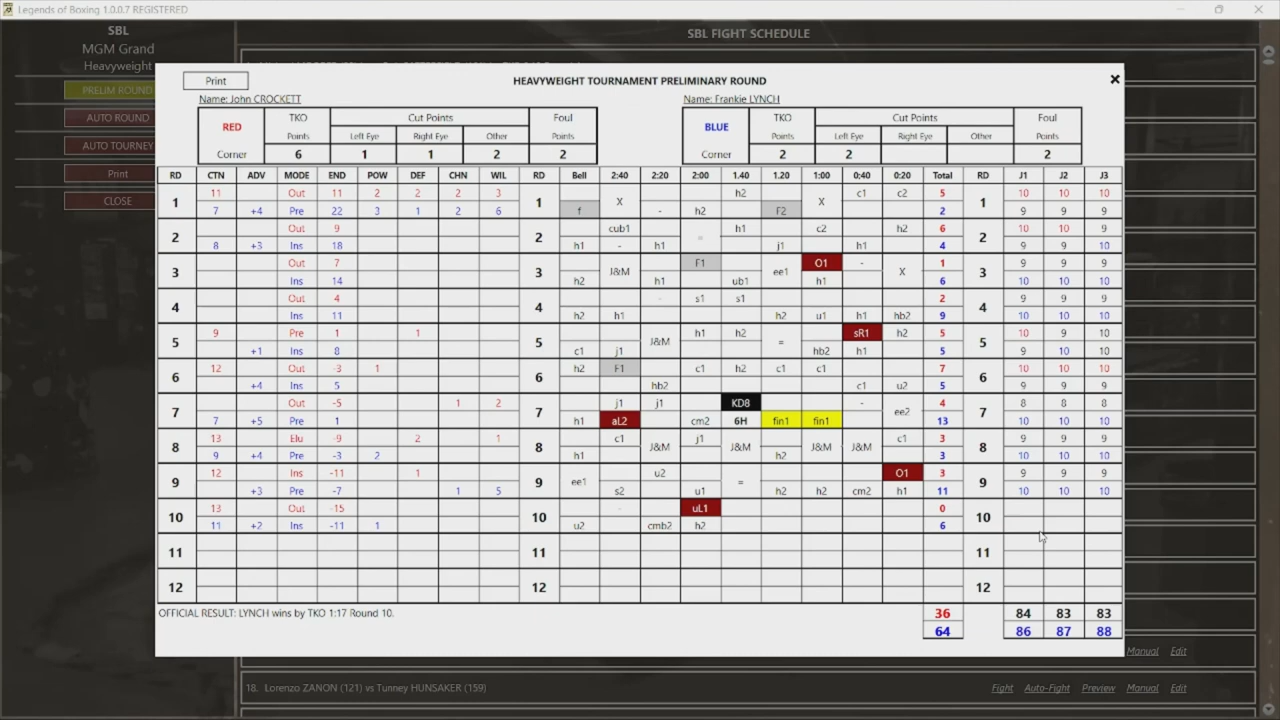 Legends of Boxing 1.0.0.7 REGISTERED
SBL
MGM Grand
Heavyweight
SBL FIGHT SCHEDULE
PRELIM ROUND
AUTO ROUND
AUTO TOURNEY
Print
CLOSE
Print HEAVYWEIGHT TOURNAMENT PRELIMINARY ROUND
Name: John CROCKETT Name: Frankie LYNCH
RED TKO Cut Points Foul BLUE TKO Cut Points Foul
Points Left Eye Right Eye Other Points Points Left Eye Right Eye Other Points
Corner 6 1 1 2 2 Corner 2 2 2
RD CTN ADV MODE END POW DEF CHN WIL RD Bell 2:40 2:20 2:00 1.40 1.20 1:00 0:40 0:20 Total RD J1 J2 J3
1 11 Out 11 2 2 2 3 1 X h2 X c1 c2 5 1 10 10 10
7 +4 Pre 22 3 1 2 6 f - h2 F2 2 9 9 9
2 Out 9 2 cub1 = h1 c2 h2 6 2 10 10 9
8 +3 Ins 18 h1 - h1 j1 h1 4 9 9 10
3 Out 7 3 J&M F1 ee1 O1 - X 1 3 9 9 9
Ins 14 h2 h1 ub1 h1 6 10 10 10
4 Out 4 4 - s1 s1 2 4 9 9 9
Ins 11 h2 h1 h2 u1 h1 hb2 9 10 10 10
5 9 Pre 1 1 5 J&M h1 h2 = sR1 h2 5 5 10 9 10
+1 Ins 8 c1 j1 hb2 h1 5 9 10 10
6 12 Out -3 1 6 h2 F1 c1 h2 c1 c1 7 6 10 10 10
+4 Ins 5 hb2 c1 u2 5 9 9 9
7 Out -5 1 2 7 j1 j1 KD8 - ee2 4 7 8 8 8
7 +5 Pre 1 h1 aL2 cm2 6H fin1 fin1 13 10 10 10
8 13 Elu -9 2 1 8 c1 J&M j1 J&M J&M J&M c1 3 8 9 9 9
9 +4 Pre -3 2 h1 h2 3 10 10 10
9 12 Ins -11 1 9 ee1 u2 = O1 3 9 9 9 9
+3 Pre -7 1 5 s2 u1 h2 h2 cm2 h1 11 10 10 10
10 13 Out -15 10 - uL1 0 10
11 +2 Ins -11 1 u2 cmb2 h2 6
11 11 11
12 12 12
OFFICIAL RESULT: LYNCH wins by TKO 1:17 Round 10. 36 84 83 83
64 86 87 88
Manual Edit
18. Lorenzo ZANON (121) vs Tunney HUNSAKER (159) Fight Auto-Fight Preview Manual Edit